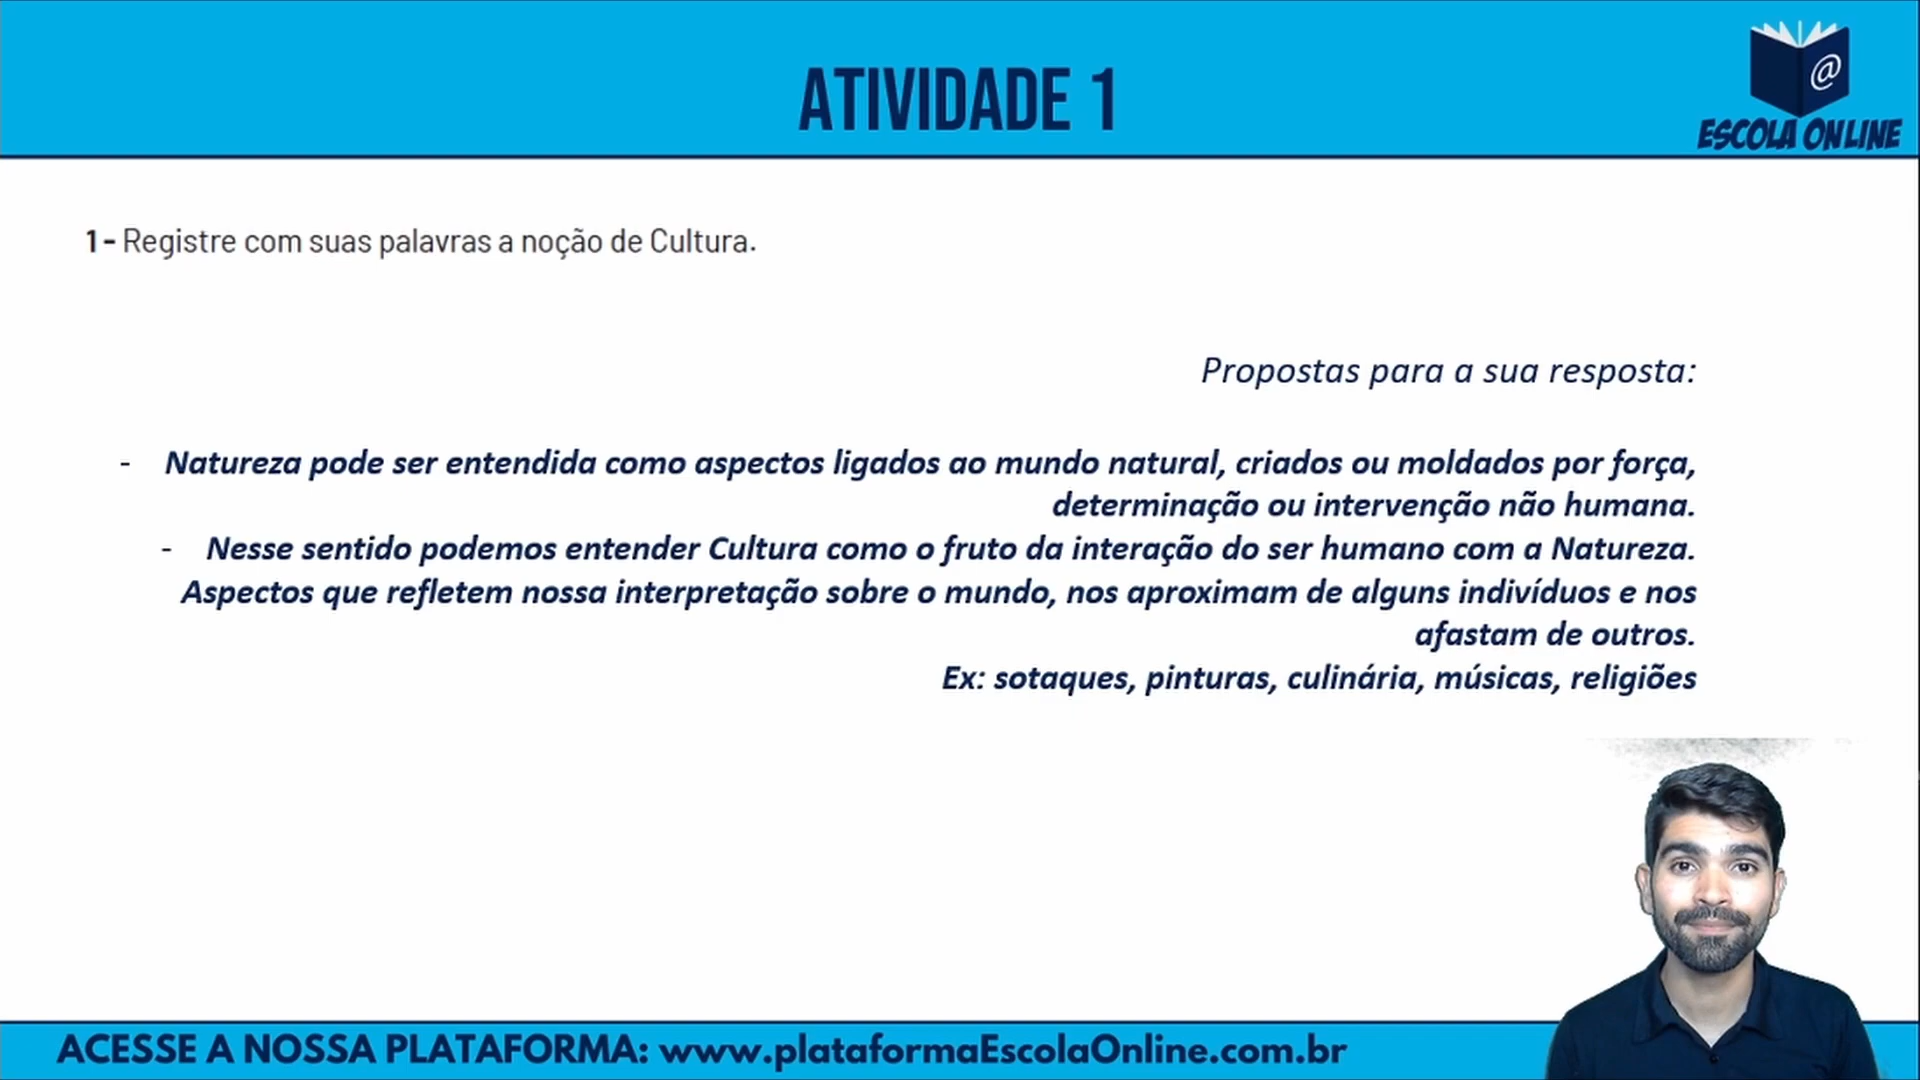 ATIVIDADE 1
@
ESCOLA ONLINE
1 - Registre com suas palavras a noção de Cultura.
Propostas para a sua resposta:
- Natureza pode ser entendida como aspectos ligados ao mundo natural, criados ou moldados por força,
determinação ou intervenção não humana.
- Nesse sentido podemos entender Cultura como o fruto da interação do ser humano com a Natureza.
Aspectos que refletem nossa interpretação sobre o mundo, nos aproximam de alguns indivíduos e nos
afastam de outros.
Ex: sotaques, pinturas, culinária, músicas, religiões
ACESSE A NOSSA PLATAFORMA: www.plataformaEscolaOnline.com.br